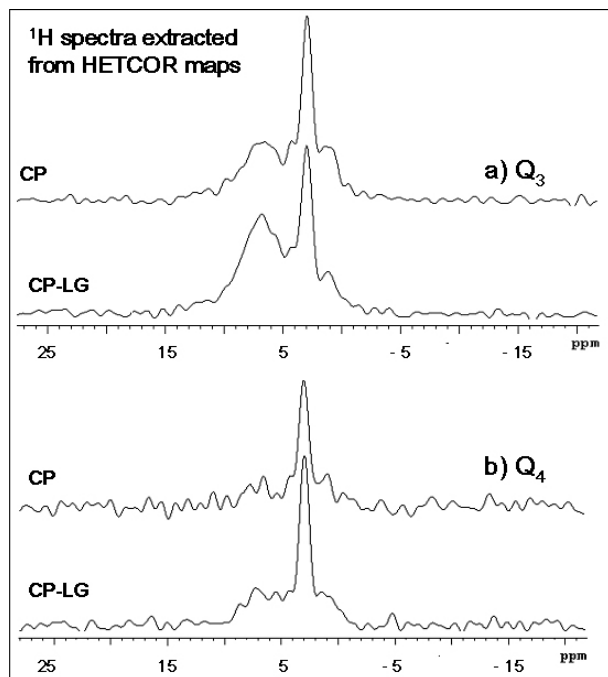 ¹H spectra extracted
from HETCOR maps
CP
a) Q₃
CP-LG
ppm
25 15 5 - 5 - 15
CP
b) Q₄
CP-LG
ppm
25 15 5 - 5 - 15